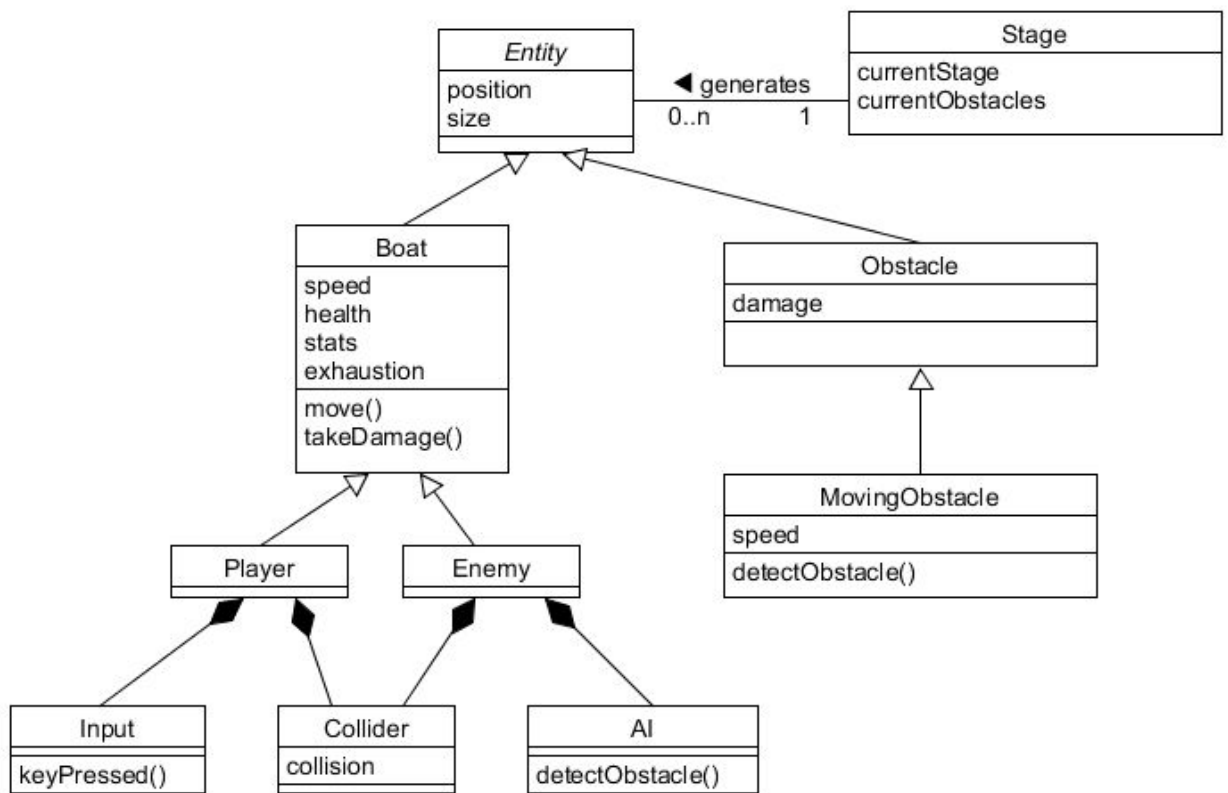 Entity
position
size
◄ generates
0..n
1
Stage
currentStage
currentObstacles
Boat
speed
health
stats
exhaustion
move()
takeDamage()
Obstacle
damage
MovingObstacle
speed
detectObstacle()
Player
Enemy
Input
keyPressed()
Collider
collision
AI
detectObstacle()